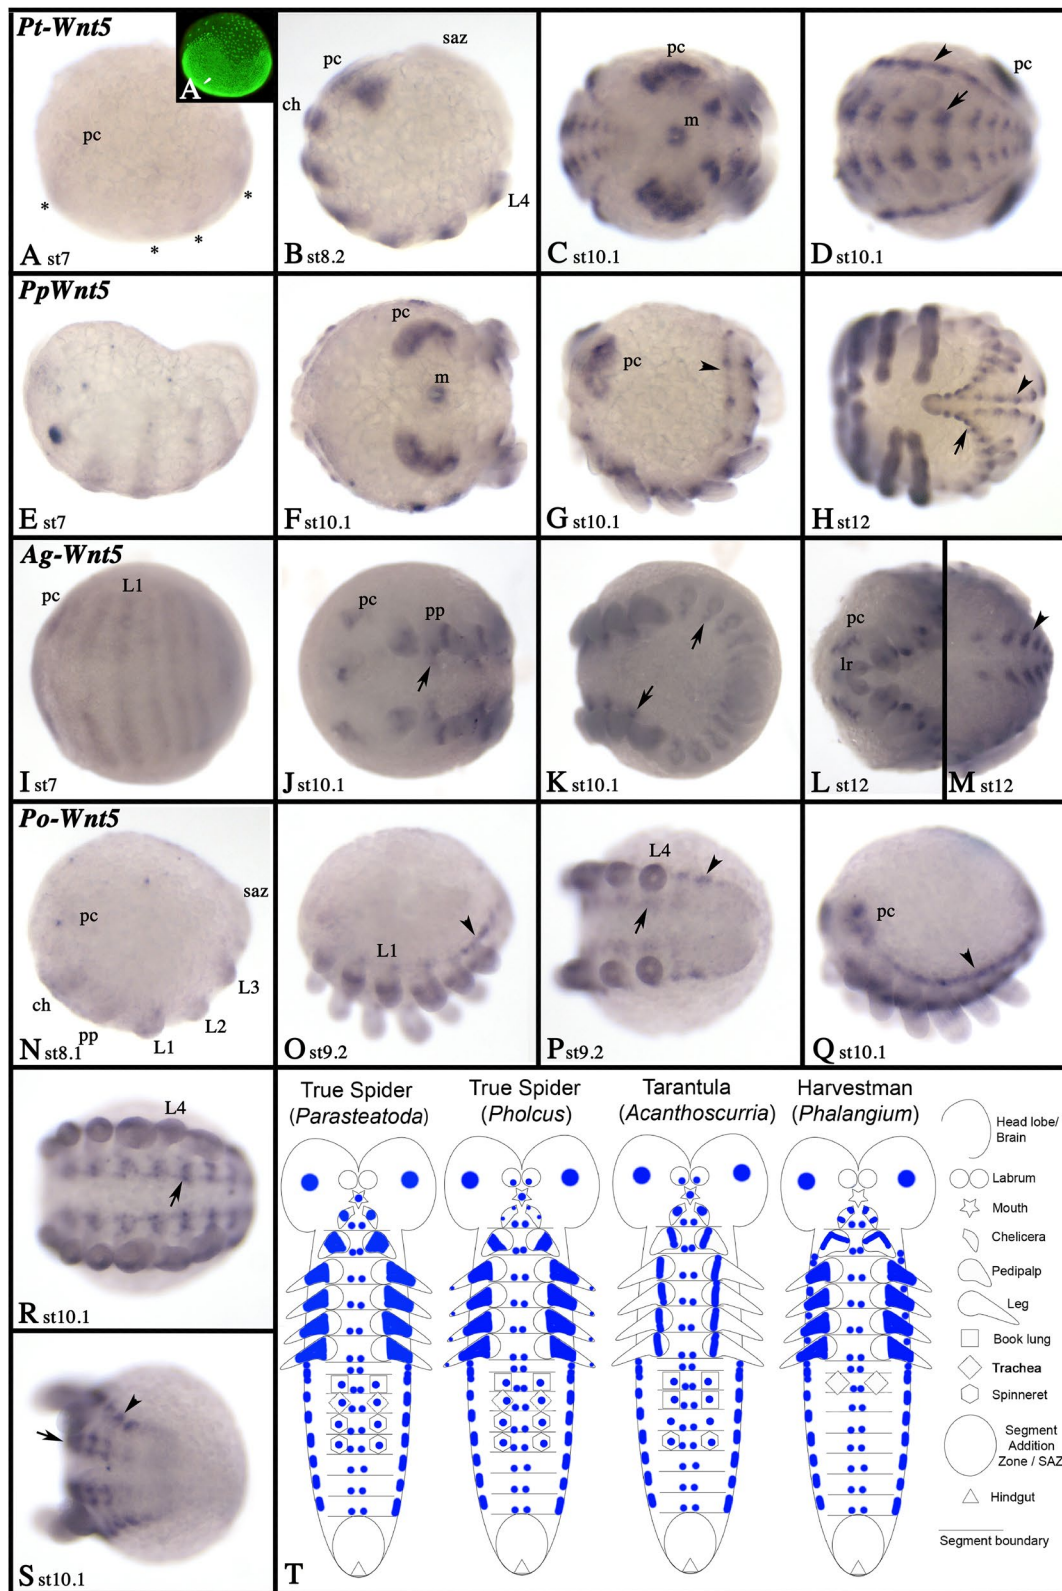 Pt-Wnt5
A´
pc
*
*
*
*
A st7
saz
pc
ch
L4
B st8.2
pc
m
C st10.1
pc
D st10.1
PpWnt5
E st7
pc
m
F st10.1
pc
G st10.1
H st12
Ag-Wnt5
pc
L1
I st7
pc
pp
J st10.1
K st10.1
pc
lr
L st12
M st12
Po-Wnt5
saz
pc
ch
pp
L1
L2
L3
N st8.1
L1
O st9.2
L4
P st9.2
pc
Q st10.1
L4
R st10.1
S st10.1
True Spider
(Parasteatoda)
True Spider
(Pholcus)
Tarantula
(Acanthoscurria)
Harvestman
(Phalangium)
Head lobe/
Brain
Labrum
Mouth
Chelicera
Pedipalp
Leg
Book lung
Trachea
Spinneret
Segment
Addition
Zone / SAZ
Hindgut
Segment boundary
T